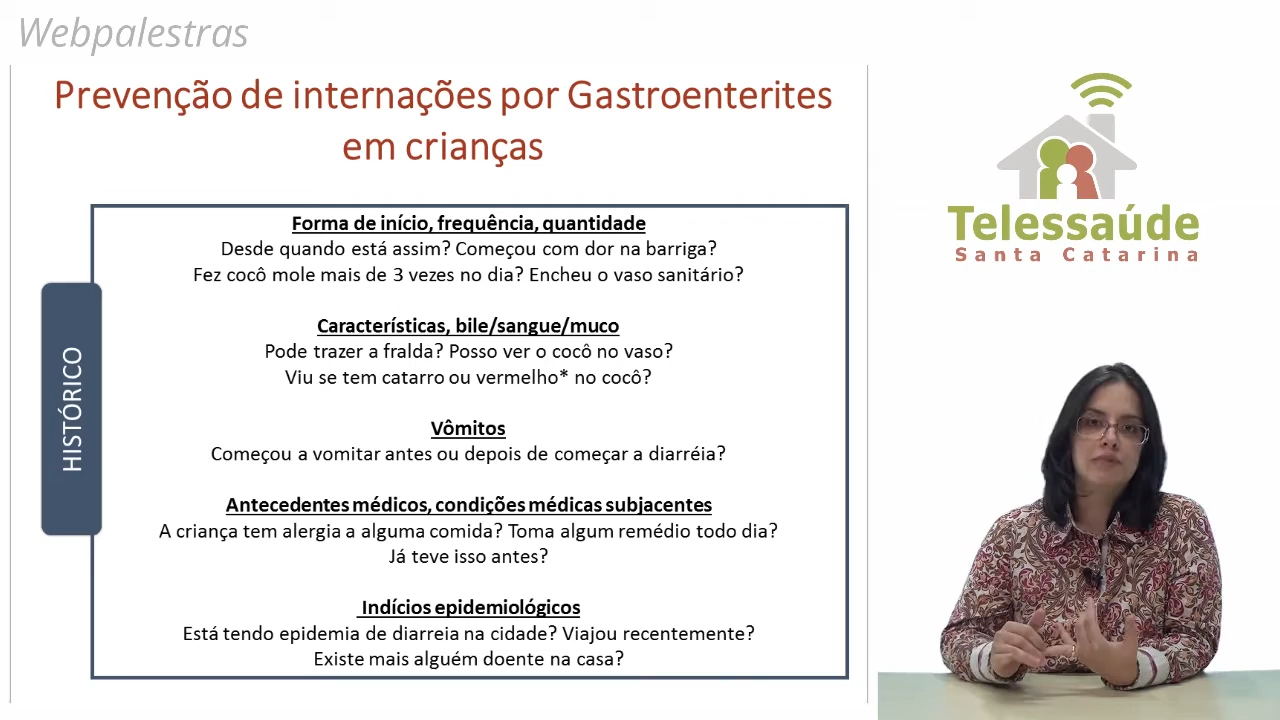 Webpalestras
Prevenção de internações por Gastroenterites
em crianças
Forma de início, frequência, quantidade
Desde quando está assim? Começou com dor na barriga?
Fez cocô mole mais de 3 vezes no dia? Encheu o vaso sanitário?
Características, bile/sangue/muco
Pode trazer a fralda? Posso ver o cocô no vaso?
Viu se tem catarro ou vermelho* no cocô?
Vômitos
Começou a vomitar antes ou depois de começar a diarréia?
Antecedentes médicos, condições médicas subjacentes
A criança tem alergia a alguma comida? Toma algum remédio todo dia?
Já teve isso antes?
Indícios epidemiológicos
Está tendo epidemia de diarreia na cidade? Viajou recentemente?
Existe mais alguém doente na casa?
HISTÓRICO
Telessaúde
Santa Catarina